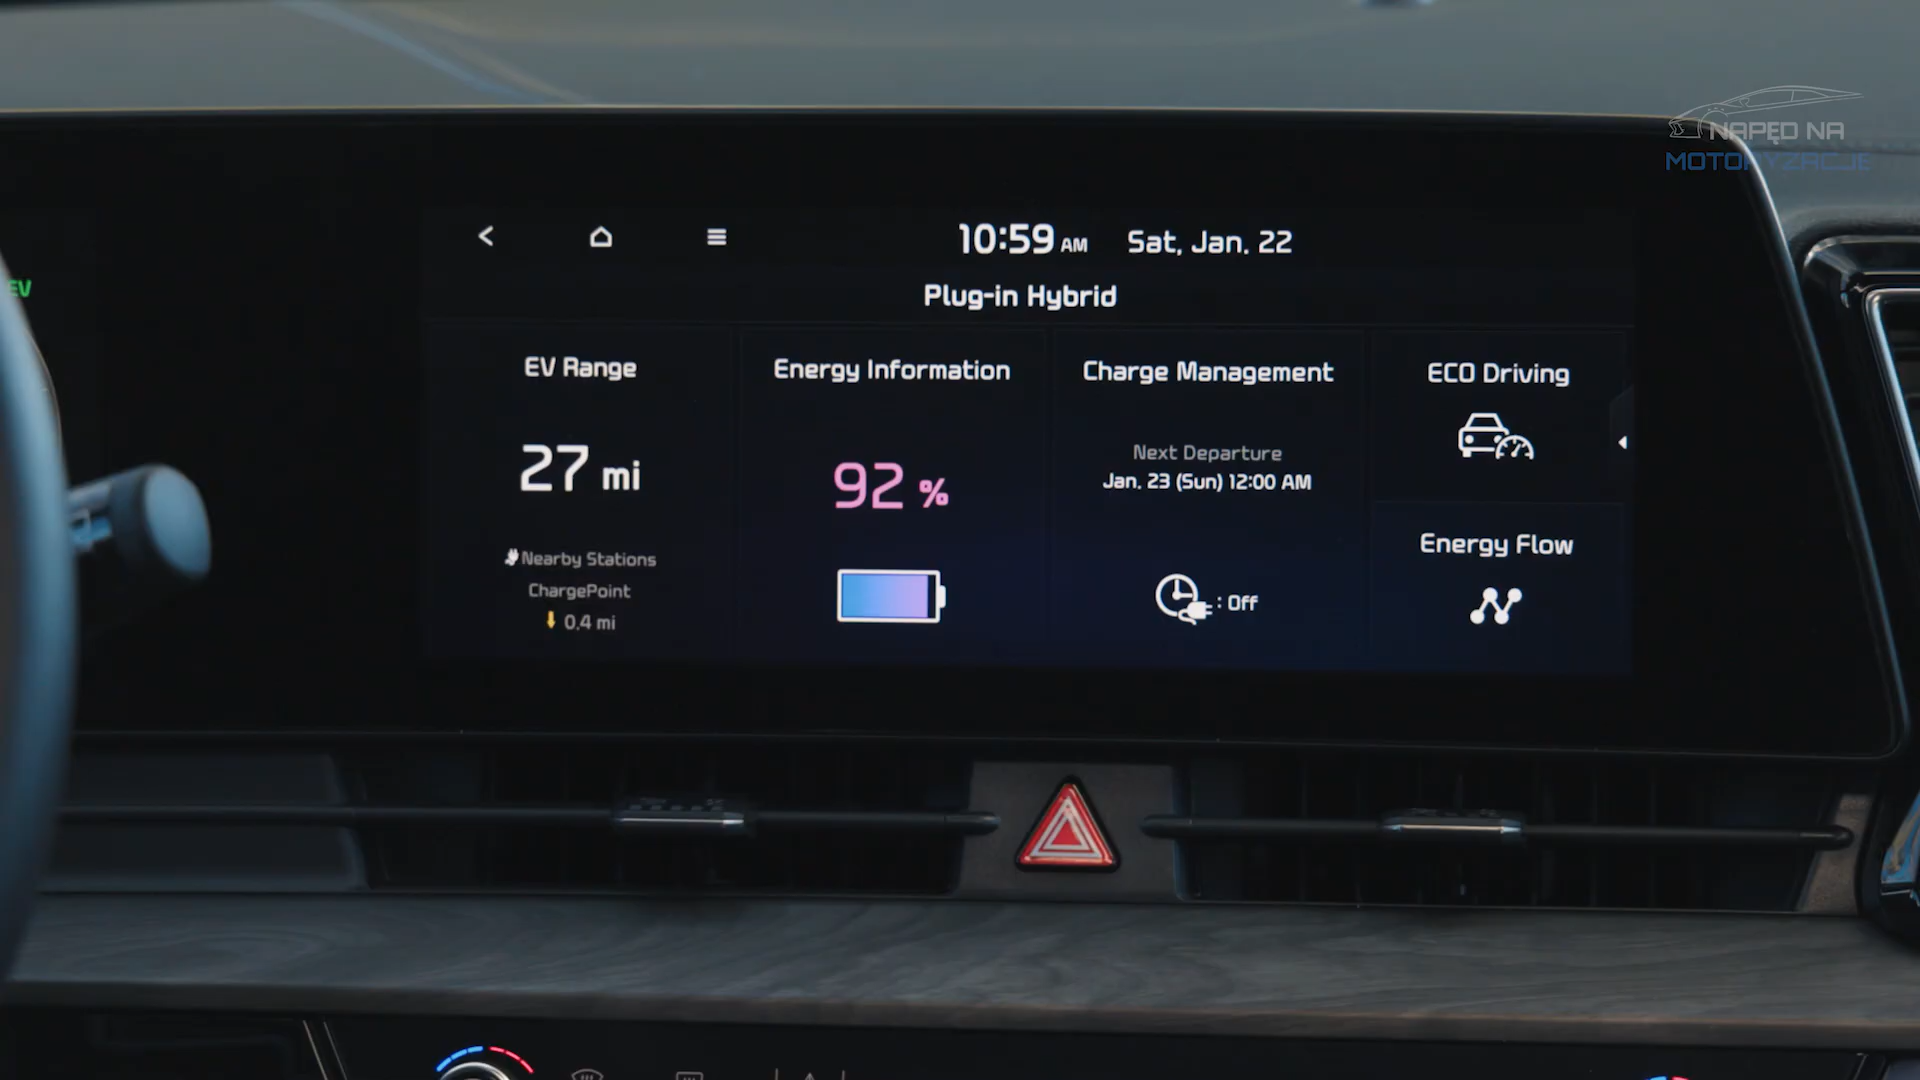 NAPĘD NA
MOTORYZACJE
10:59 AM Sat, Jan. 22
Plug-in Hybrid
EV
EV Range
27 mi
Nearby Stations
ChargePoint
0.4 mi
Energy Information
92 %
Charge Management
Next Departure
Jan. 23 (Sun) 12:00 AM
: Off
ECO Driving
Energy Flow